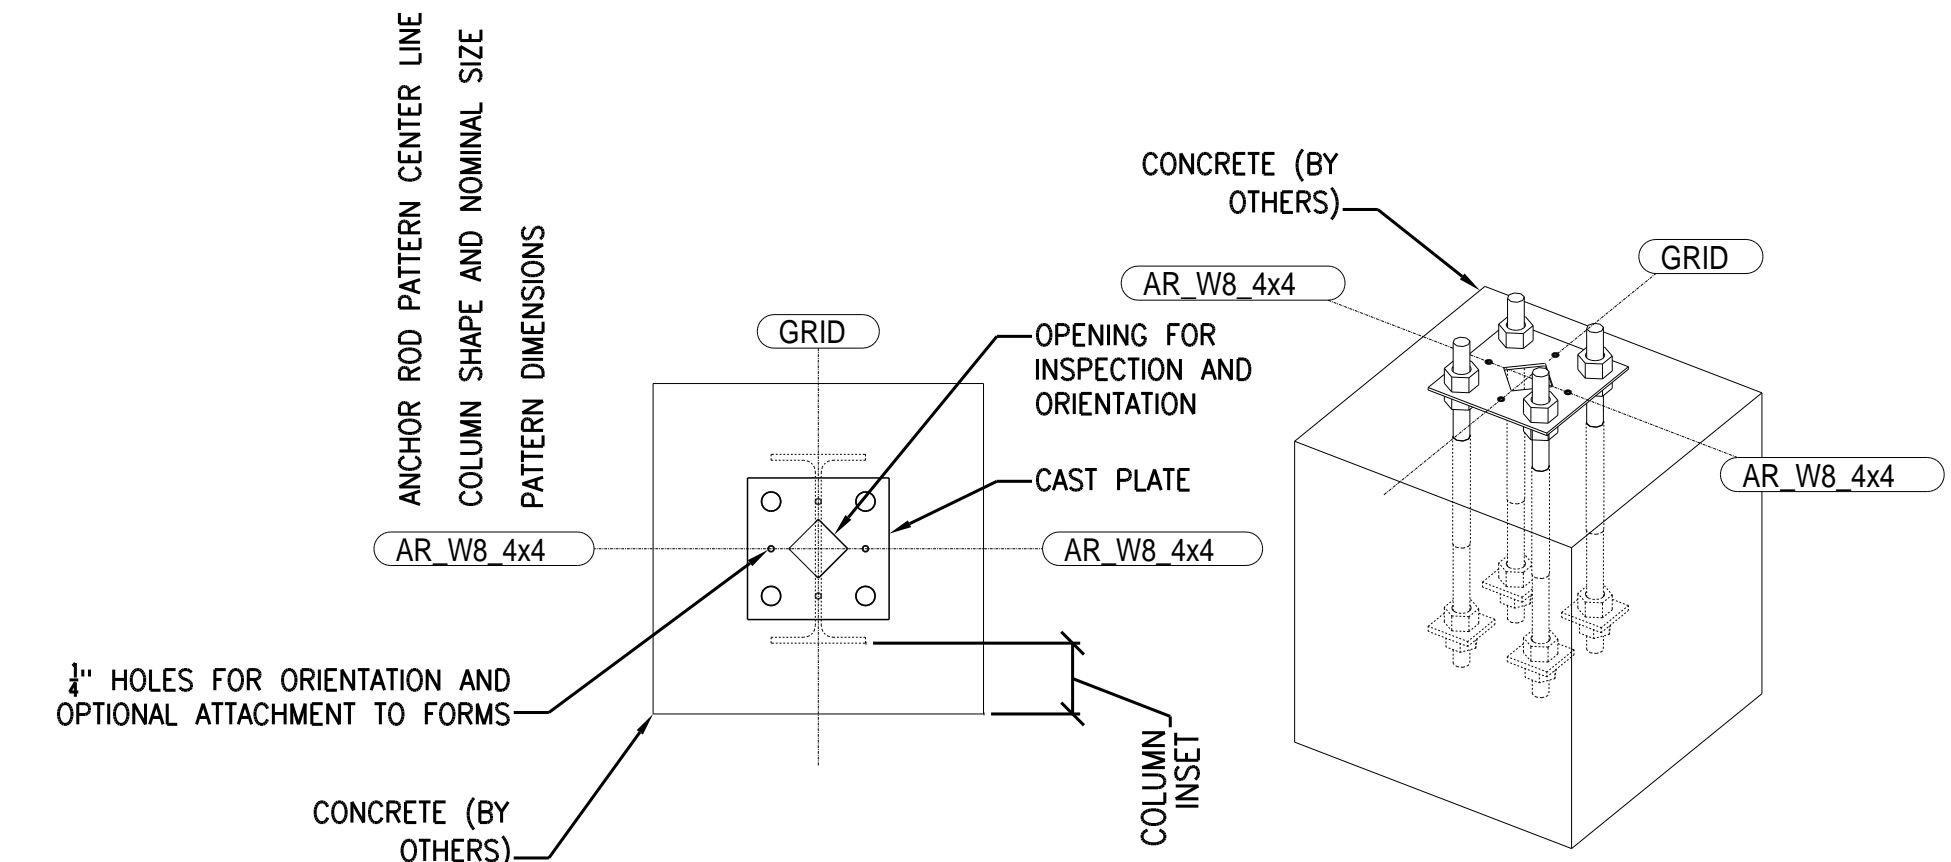 ANCHOR ROD PATTERN CENTER LINE
COLUMN SHAPE AND NOMINAL SIZE
PATTERN DIMENSIONS
AR_W8_4x4
GRID
OPENING FOR
INSPECTION AND
ORIENTATION
CAST PLATE
AR_W8_4x4
1/4" HOLES FOR ORIENTATION AND
OPTIONAL ATTACHMENT TO FORMS
CONCRETE (BY
OTHERS)
COLUMN
INSET
CONCRETE (BY
OTHERS)
AR_W8_4x4
GRID
AR_W8_4x4